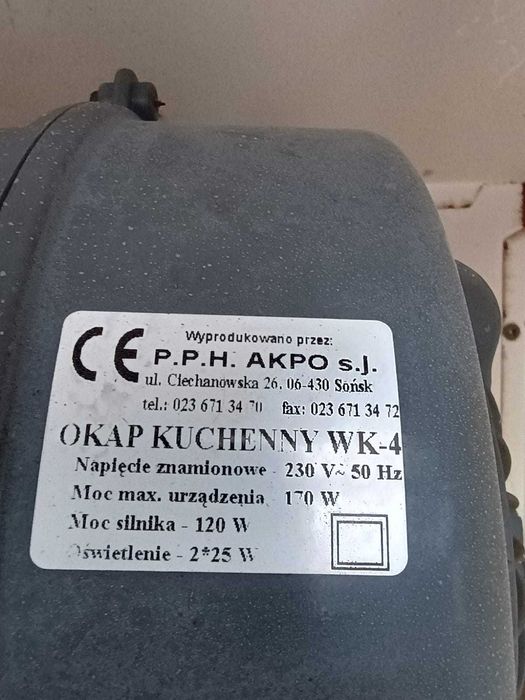 CE
Wyprodukowano przez:
P.P.H. AKPO s.j.
ul. Ciechanowska 26, 06-430 Sońsk
tel.: 023 671 34 70 fax: 023 671 34 72
OKAP KUCHENNY WK-4
Napięcie znamionowe - 230 V~ 50 Hz
Moc max. urządzenia 170 W
Moc silnika - 120 W
Oświetlenie - 2*25 W